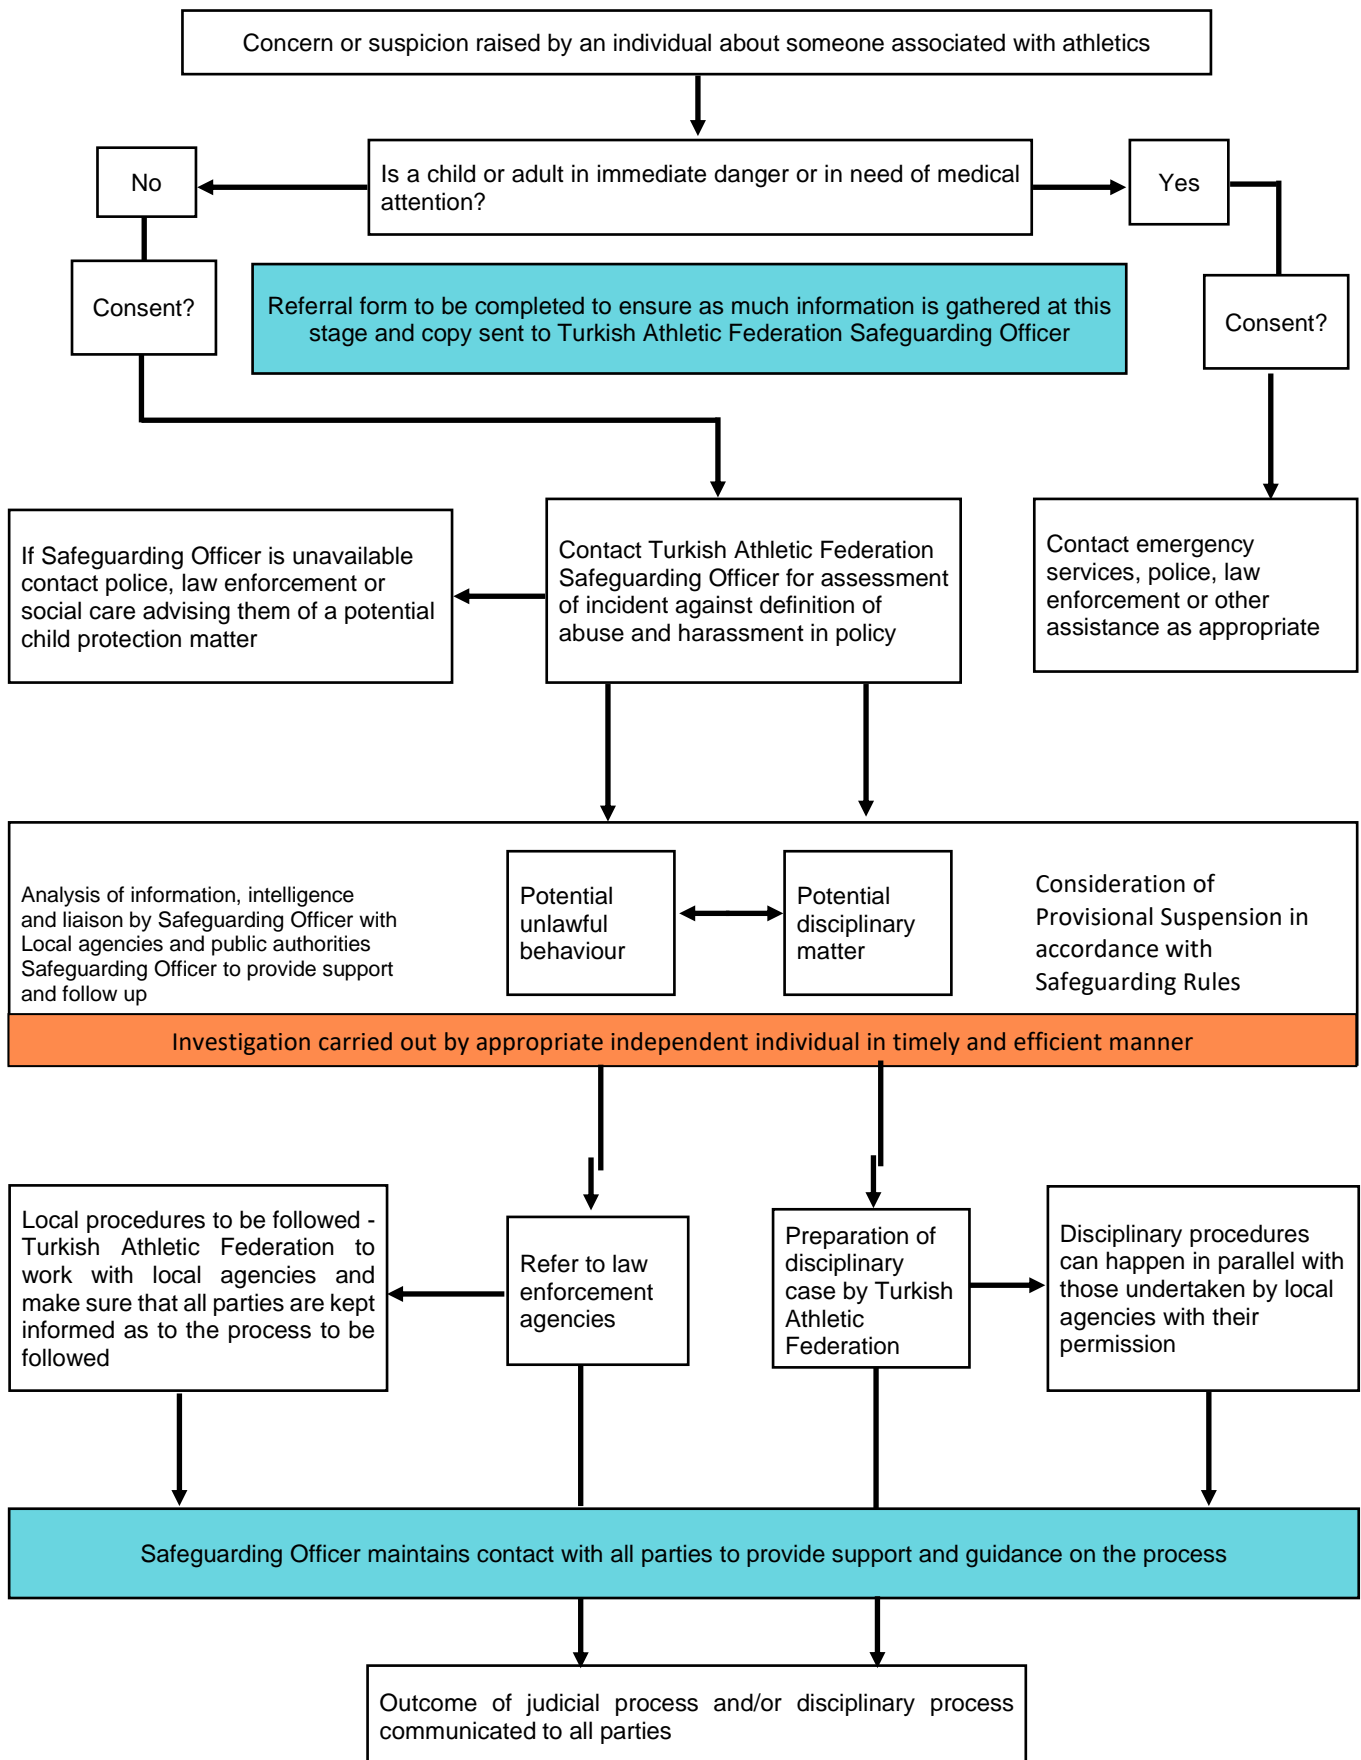 Concern or suspicion raised by an individual about someone associated with athletics
No
Is a child or adult in immediate danger or in need of medical
attention?
Yes
Consent?
Referral form to be completed to ensure as much information is gathered at this
stage and copy sent to Turkish Athletic Federation Safeguarding Officer
Consent?
If Safeguarding Officer is unavailable
contact police, law enforcement or
social care advising them of a potential
child protection matter
Contact Turkish Athletic Federation
Safeguarding Officer for assessment
of incident against definition of
abuse and harassment in policy
Contact emergency
services, police, law
enforcement or other
assistance as appropriate
Analysis of information, intelligence
and liaison by Safeguarding Officer with
Local agencies and public authorities
Safeguarding Officer to provide support
and follow up
Potential
unlawful
behaviour
Potential
disciplinary
matter
Consideration of
Provisional Suspension in
accordance with
Safeguarding Rules
Investigation carried out by appropriate independent individual in timely and efficient manner
Local procedures to be followed -
Turkish Athletic Federation to
work with local agencies and
make sure that all parties are kept
informed as to the process to be
followed
Refer to law
enforcement
agencies
Preparation of
disciplinary
case by Turkish
Athletic
Federation
Disciplinary procedures
can happen in parallel with
those undertaken by local
agencies with their
permission
Safeguarding Officer maintains contact with all parties to provide support and guidance on the process
Outcome of judicial process and/or disciplinary process
communicated to all parties